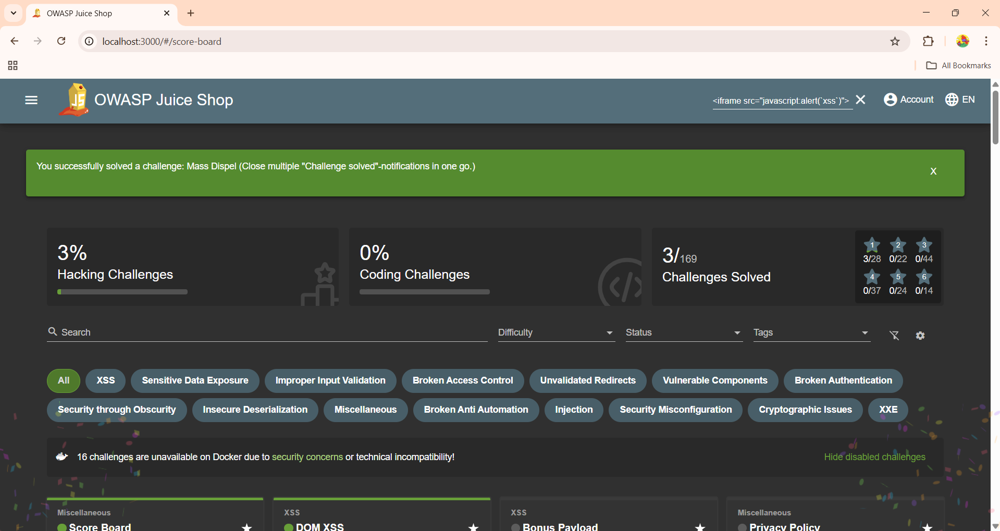 OWASP Juice Shop
localhost:3000/#/score-board
All Bookmarks
OWASP Juice Shop
<iframe src="javascript:alert(`xss`)">
Account
EN
You successfully solved a challenge: Mass Dispel (Close multiple "Challenge solved"-notifications in one go.)
X
3%
Hacking Challenges
0%
Coding Challenges
3/169
Challenges Solved
1 2 3
3/28 0/22 0/44
4 5 6
0/37 0/24 0/14
Search
Difficulty
Status
Tags
All XSS Sensitive Data Exposure Improper Input Validation Broken Access Control Unvalidated Redirects Vulnerable Components Broken Authentication
Security through Obscurity Insecure Deserialization Miscellaneous Broken Anti Automation Injection Security Misconfiguration Cryptographic Issues XXE
16 challenges are unavailable on Docker due to security concerns or technical incompatibility!
Hide disabled challenges
Miscellaneous
Score Board
XSS
DOM XSS
XSS
Bonus Payload
Miscellaneous
Privacy Policy